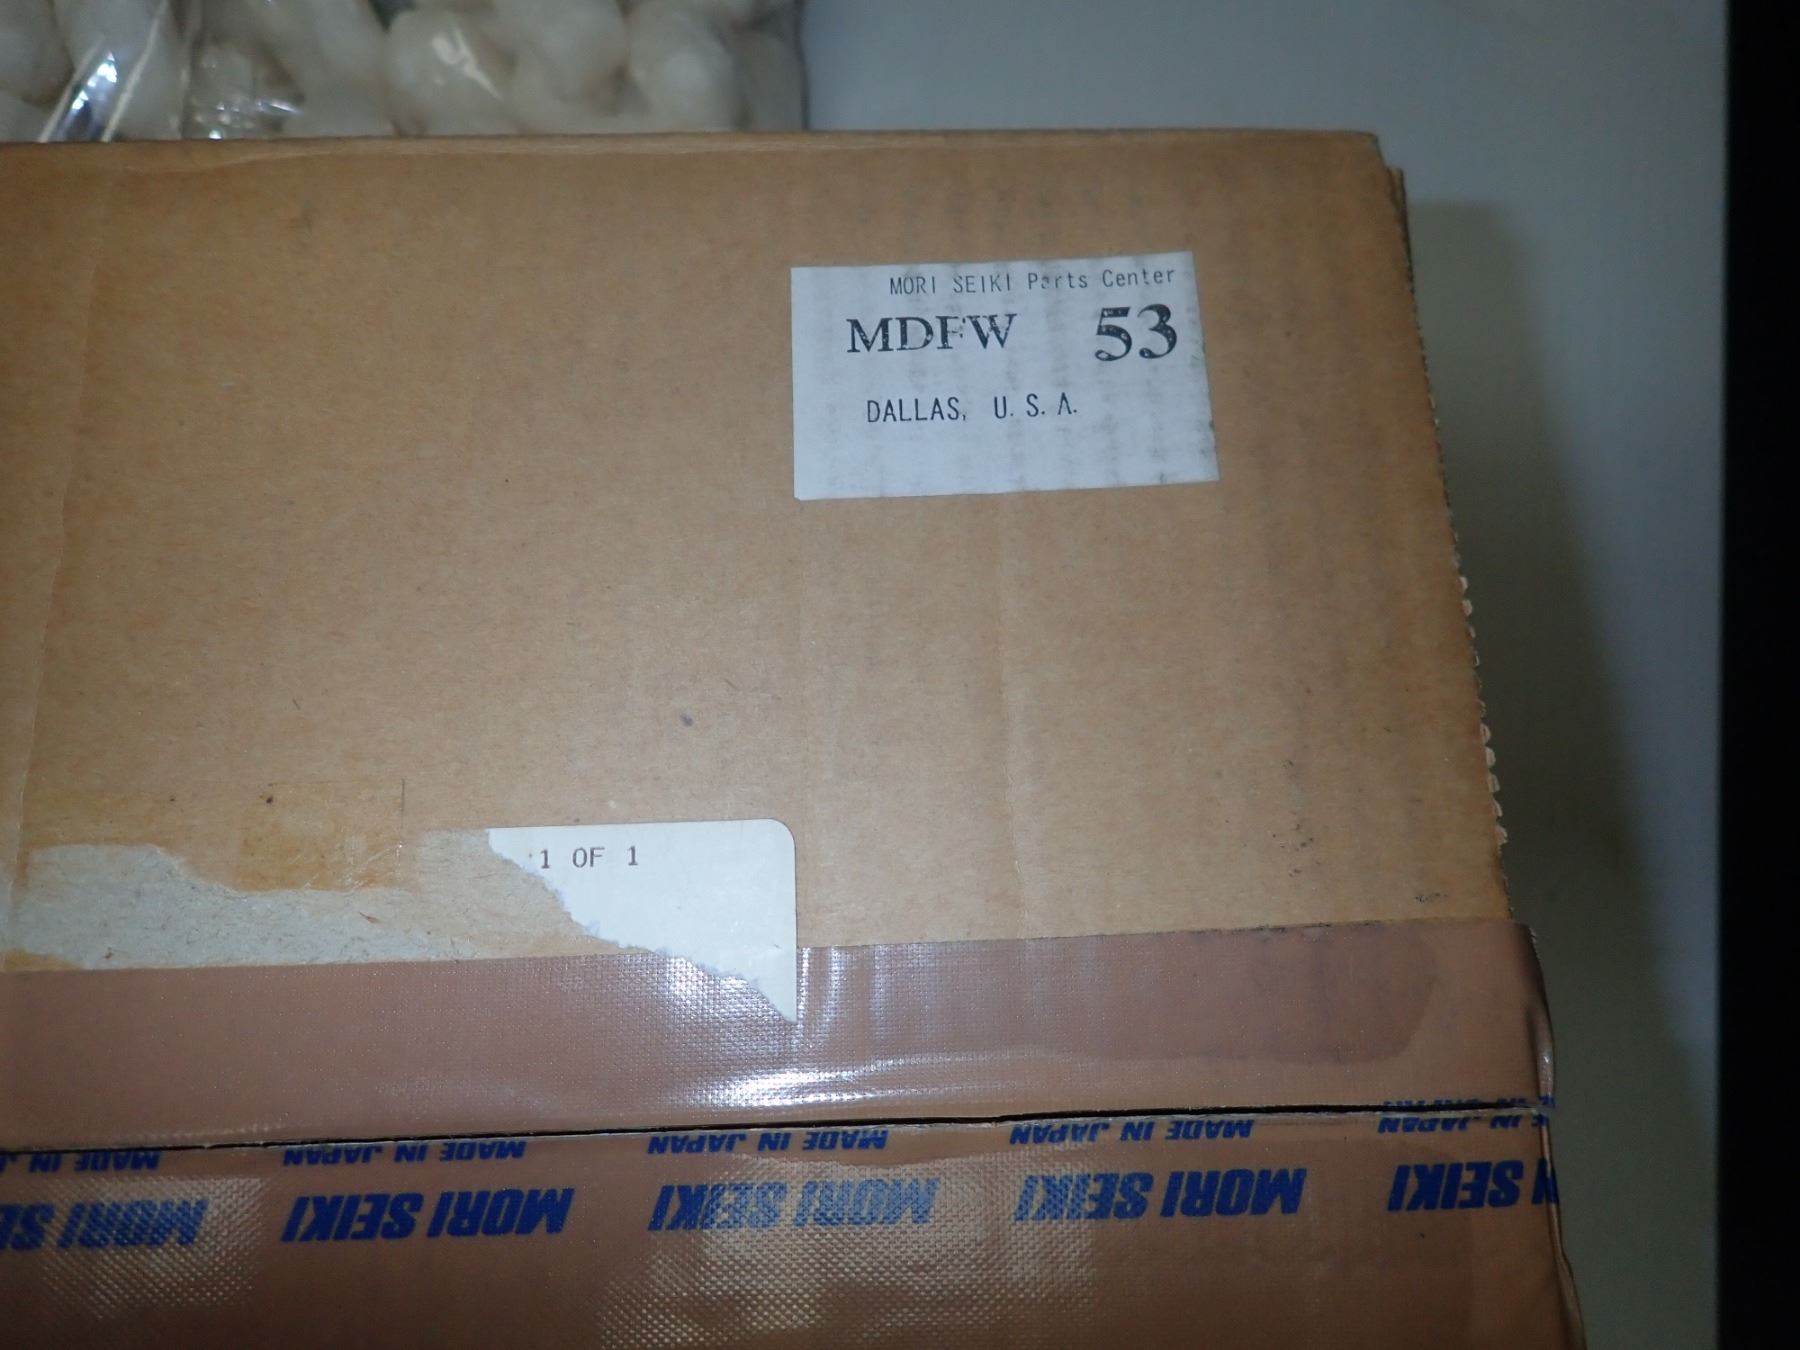 MORI SEIKI Parts Center
MDFW 53
DALLAS, U. S. A.
1 OF 1
MADE IN JAPAN MADE IN JAPAN MADE IN JAPAN
MORI SEIKI MORI SEIKI MORI SEIKI SEIKI